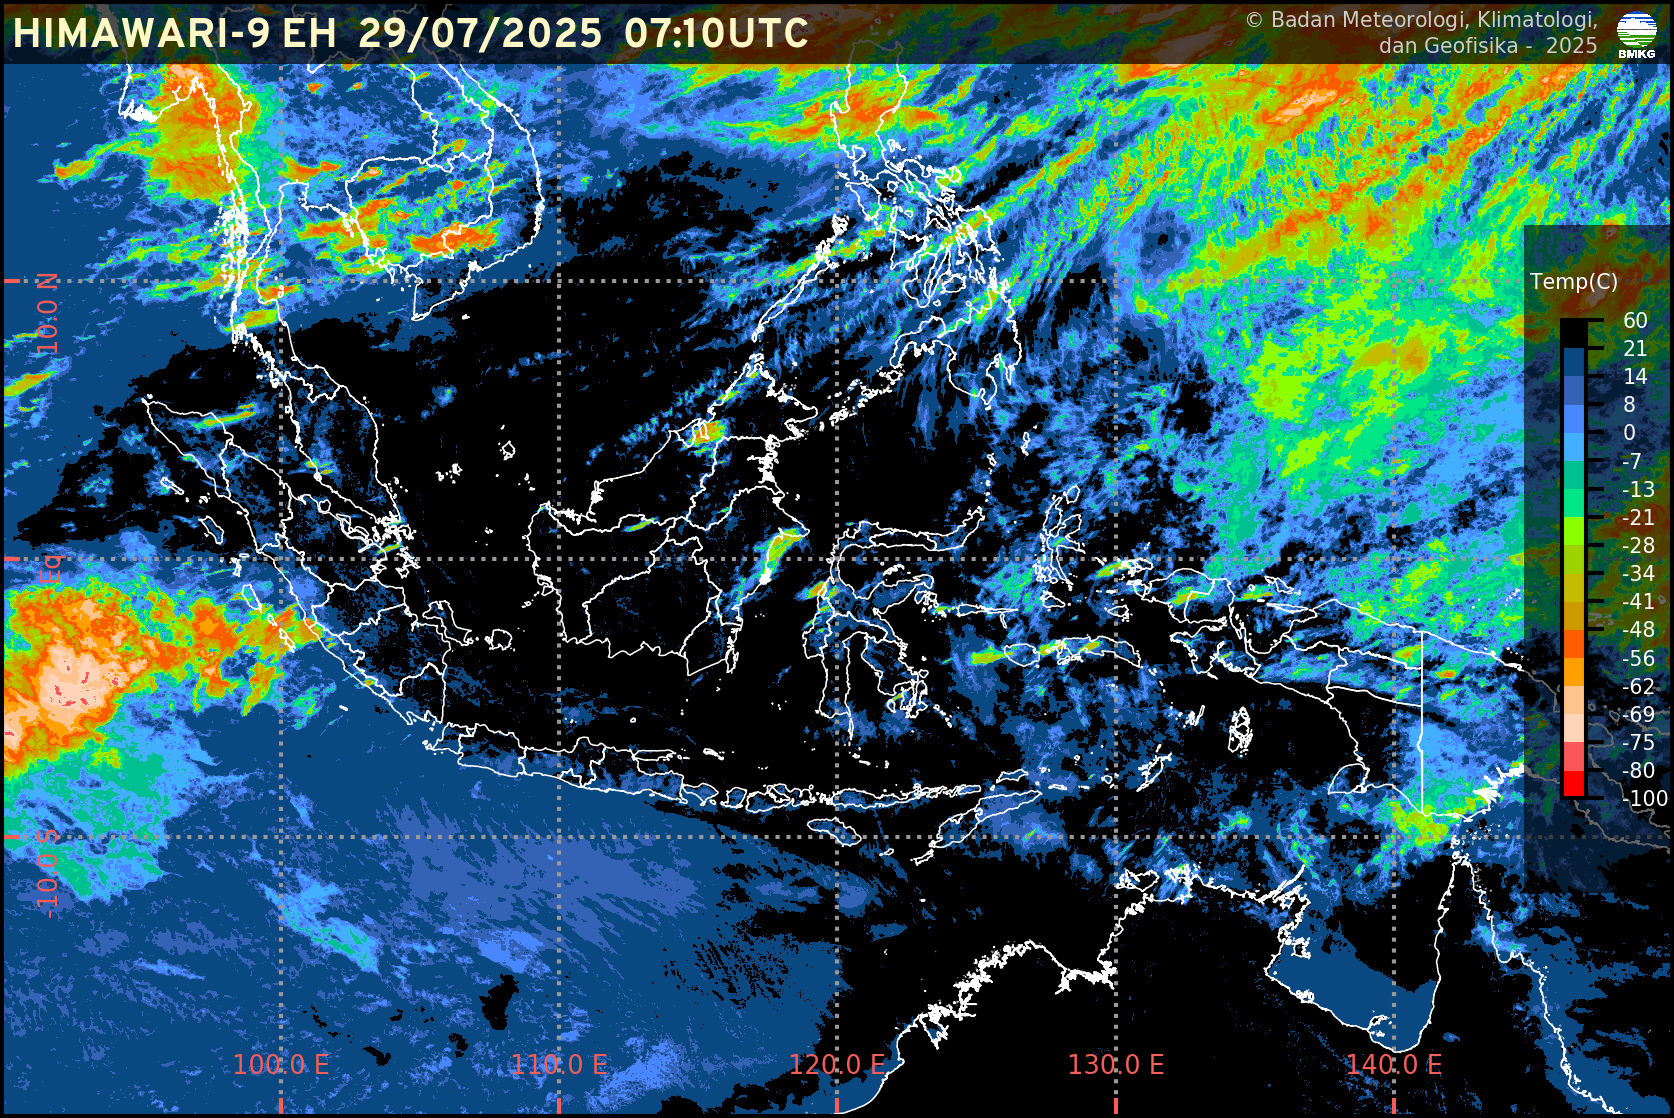 HIMAWARI-9 EH 29/07/2025 07:10UTC
© Badan Meteorologi, Klimatologi,
dan Geofisika - 2025
BMKG
Temp(C)
60
21
14
8
0
-7
-13
-21
-28
-34
-41
-48
-56
-62
-69
-75
-80
-100
10.0 N
Eq
-10.0 S
100.0 E
110.0 E
120.0 E
130.0 E
140.0 E